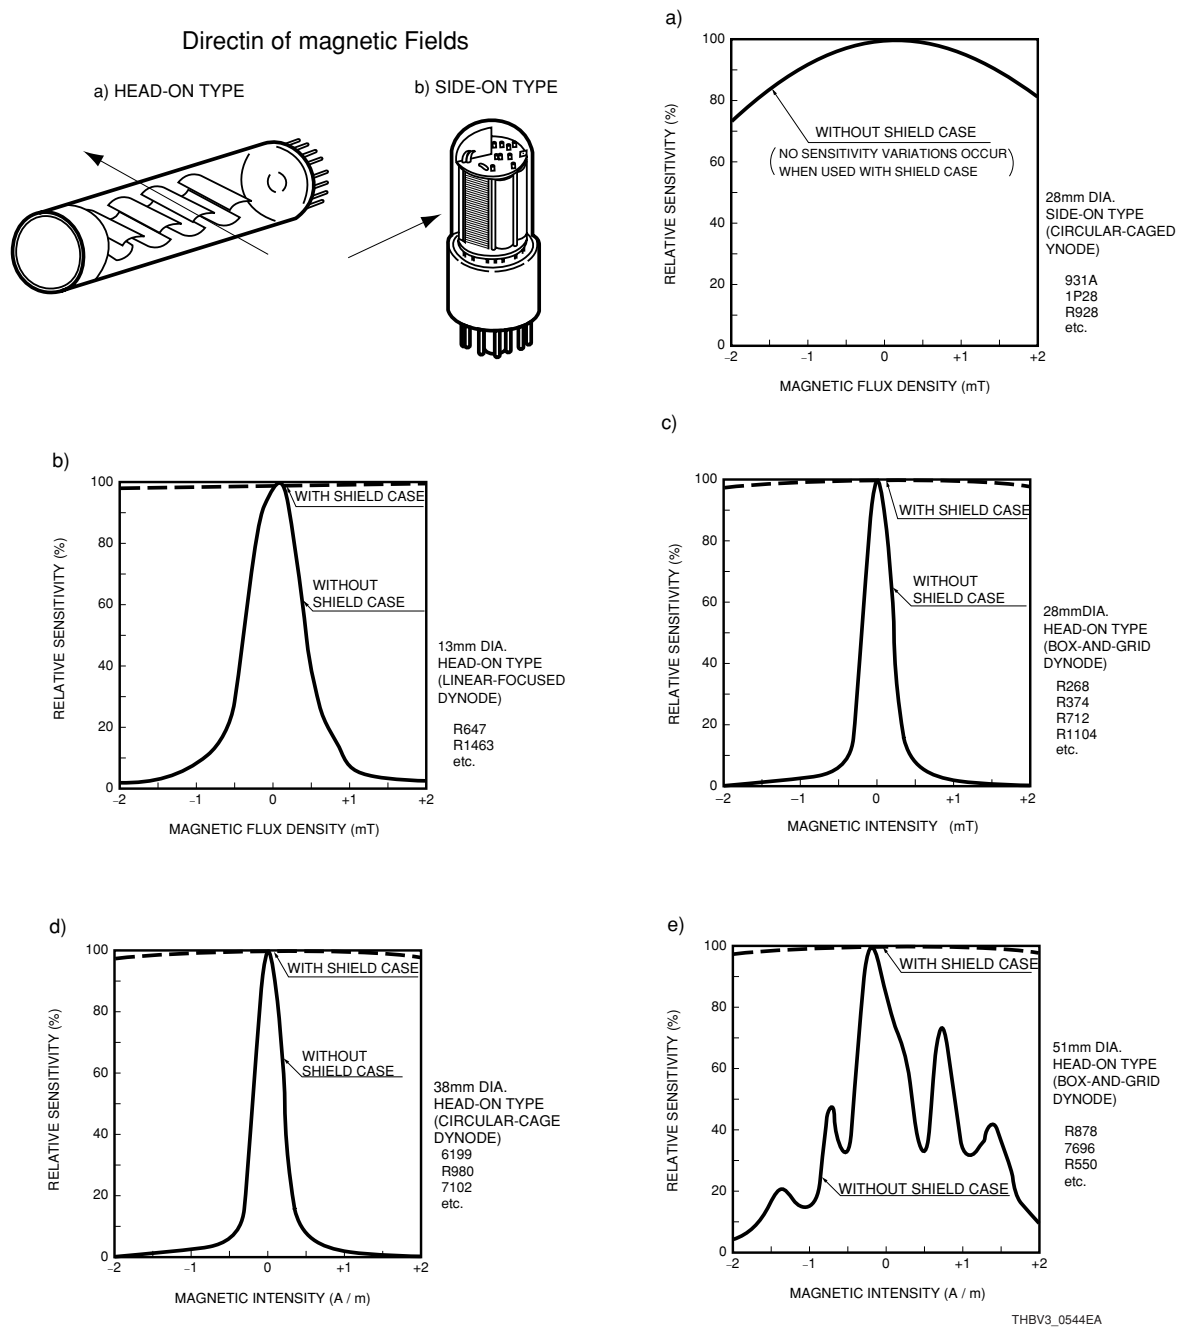 Directin of magnetic Fields
a) HEAD-ON TYPE
b) SIDE-ON TYPE
a)
100
80
60
40
20
0
RELATIVE SENSITIVITY (%)
WITHOUT SHIELD CASE
( NO SENSITIVITY VARIATIONS OCCUR
WHEN USED WITH SHIELD CASE )
–2
–1
0
+1
+2
MAGNETIC FLUX DENSITY (mT)
28mm DIA.
SIDE-ON TYPE
(CIRCULAR-CAGED
YNODE)
931A
1P28
R928
etc.
b)
100
80
60
40
20
0
RELATIVE SENSITIVITY (%)
WITH SHIELD CASE
WITHOUT
SHIELD CASE
–2
–1
0
+1
+2
MAGNETIC FLUX DENSITY (mT)
13mm DIA.
HEAD-ON TYPE
(LINEAR-FOCUSED
DYNODE)
R647
R1463
etc.
c)
100
80
60
40
20
0
RELATIVE SENSITIVITY (%)
WITH SHIELD CASE
WITHOUT
SHIELD CASE
–2
–1
0
+1
+2
MAGNETIC INTENSITY (mT)
28mmDIA.
HEAD-ON TYPE
(BOX-AND-GRID
DYNODE)
R268
R374
R712
R1104
etc.
d)
100
80
60
40
20
0
RELATIVE SENSITIVITY (%)
WITH SHIELD CASE
WITHOUT
SHIELD CASE
–2
–1
0
+1
+2
MAGNETIC INTENSITY (A / m)
38mm DIA.
HEAD-ON TYPE
(CIRCULAR-CAGE
DYNODE)
6199
R980
7102
etc.
e)
100
80
60
40
20
0
RELATIVE SENSITIVITY (%)
WITH SHIELD CASE
WITHOUT SHIELD CASE
–2
–1
0
+1
+2
MAGNETIC INTENSITY (A / m)
51mm DIA.
HEAD-ON TYPE
(BOX-AND-GRID
DYNODE)
R878
7696
R550
etc.
THBV3_0544EA